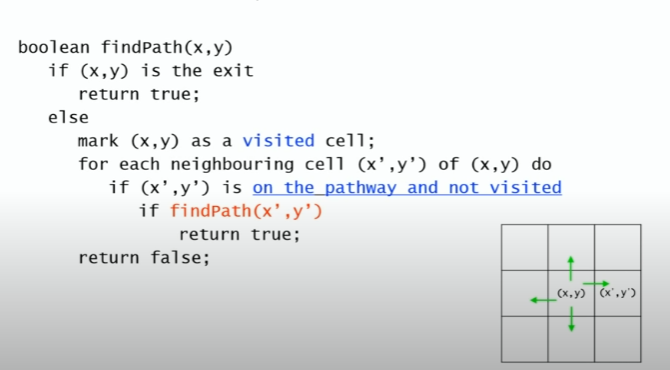 boolean findPath(x,y)
if (x,y) is the exit
return true;
else
mark (x,y) as a visited cell;
for each neighbouring cell (x’,y’) of (x,y) do
if (x’,y’) is on the pathway and not visited
if findPath(x’,y’)
return true;
return false;
(x,y) (x’,y’)